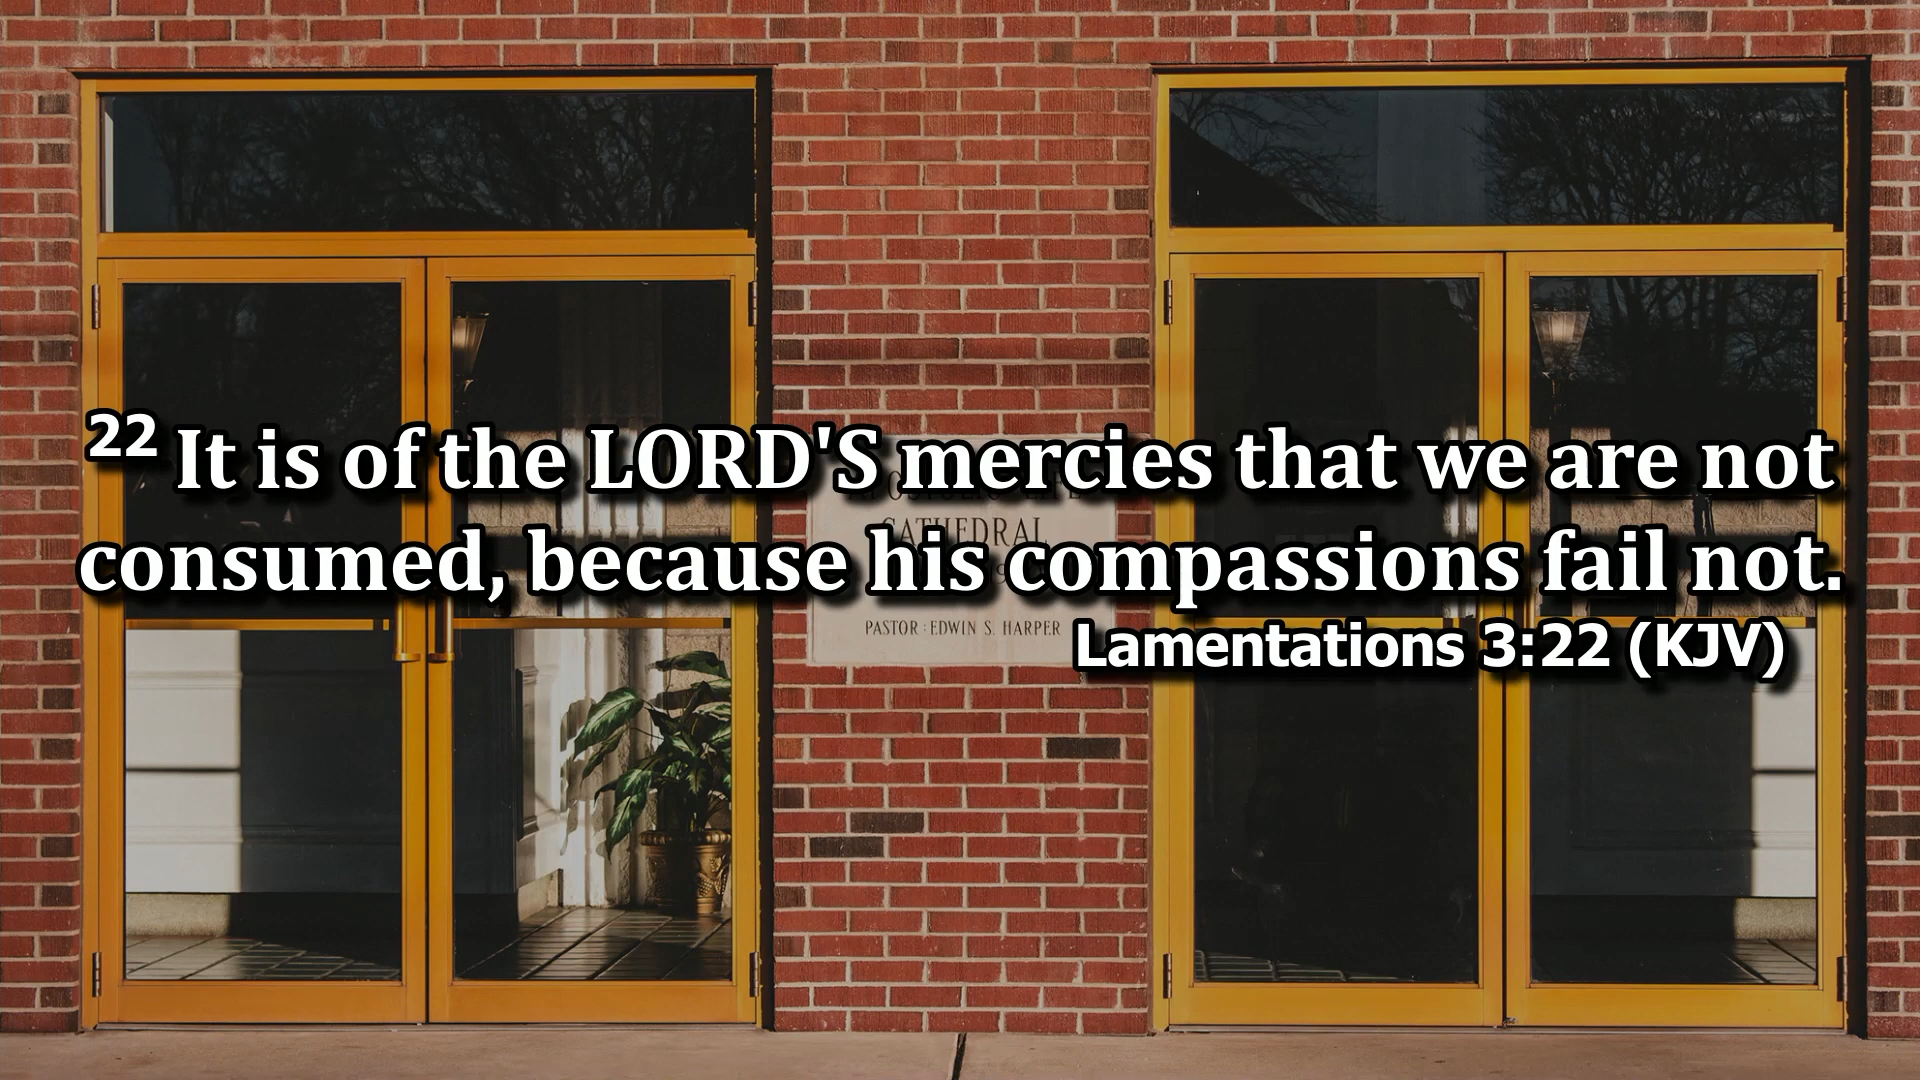 22 It is of the LORD'S mercies that we are not
consumed, because his compassions fail not.
Lamentations 3:22 (KJV)
CATHEDRAL
PASTOR : EDWIN S. HARPER